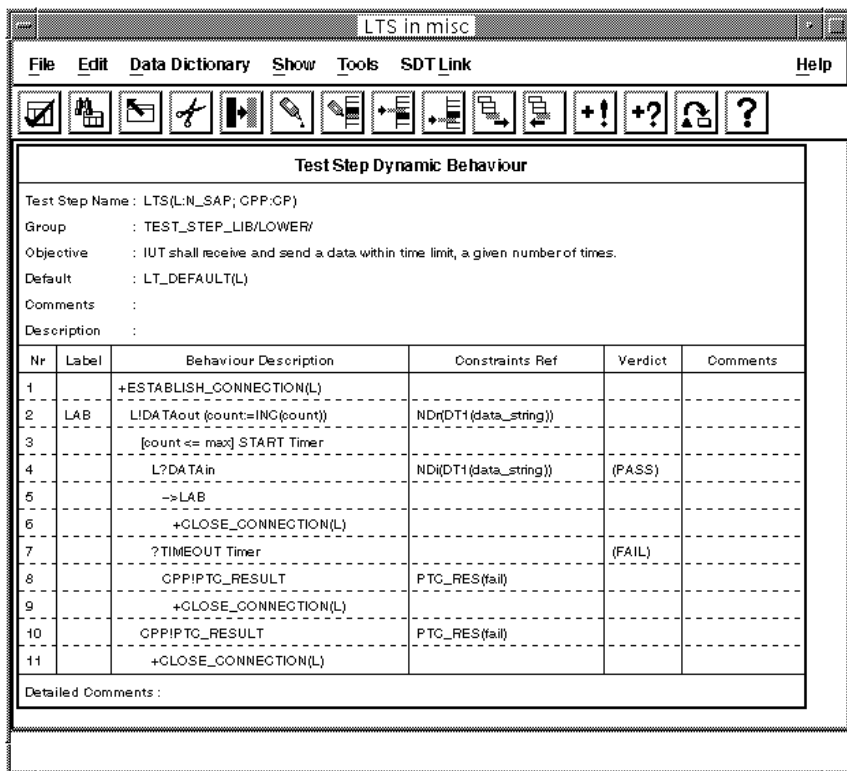 LTS in misc
File Edit Data Dictionary Show Tools SDT Link Help
+! +? ?
Test Step Dynamic Behaviour
Test Step Name : LTS(L:N_SAP; CPP:CP)
Group : TEST_STEP_LIB/LOWER/
Objective : IUT shall receive and send a data within time limit, a given number of times.
Default : LT_DEFAULT(L)
Comments :
Description :
Nr Label Behaviour Description Constraints Ref Verdict Comments
1 +ESTABLISH_CONNECTION(L)
2 LAB L!DATAout (count:=INC(count)) NDr(DT1(data_string))
3 [count <= max] START Timer
4 L?DATAin NDi(DT1(data_string)) (PASS)
5 ->LAB
6 +CLOSE_CONNECTION(L)
7 ?TIMEOUT Timer (FAIL)
8 CPP!PTC_RESULT PTC_RES(fail)
9 +CLOSE_CONNECTION(L)
10 CPP!PTC_RESULT PTC_RES(fail)
11 +CLOSE_CONNECTION(L)
Detailed Comments :